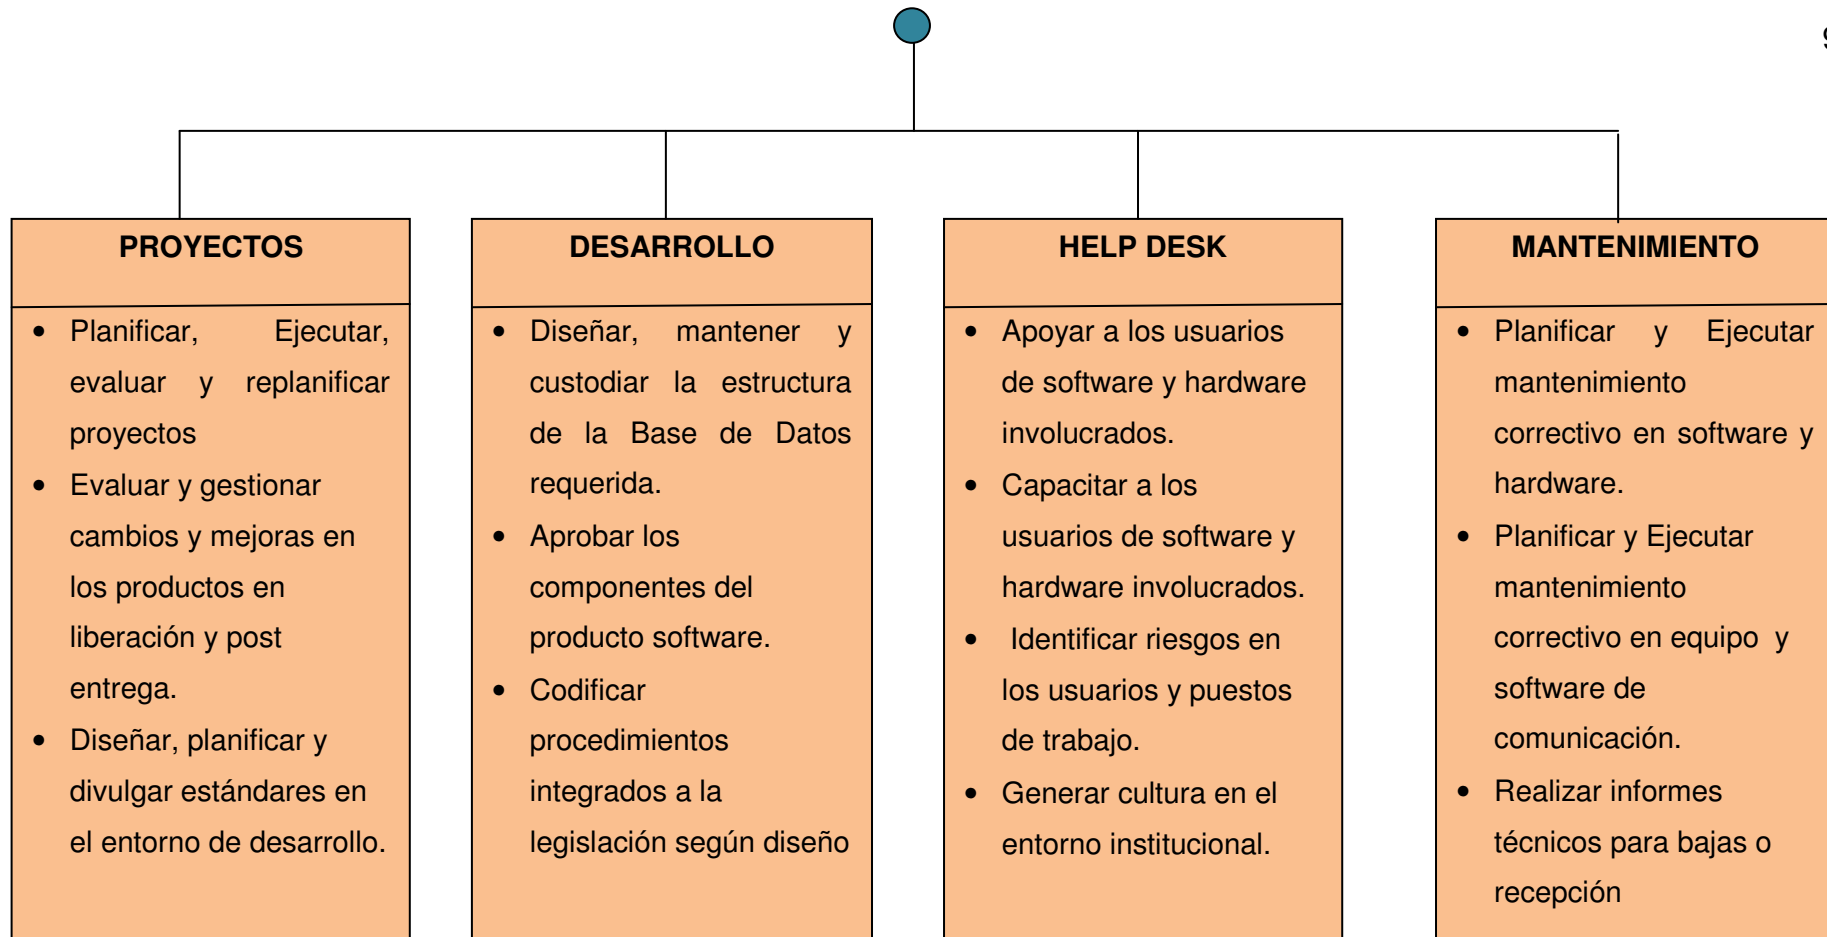 9
PROYECTOS
• Planificar, Ejecutar,
evaluar y replanificar
proyectos
• Evaluar y gestionar
cambios y mejoras en
los productos en
liberación y post
entrega.
• Diseñar, planificar y
divulgar estándares en
el entorno de desarrollo.
DESARROLLO
• Diseñar, mantener y
custodiar la estructura
de la Base de Datos
requerida.
• Aprobar los
componentes del
producto software.
• Codificar
procedimientos
integrados a la
legislación según diseño
HELP DESK
• Apoyar a los usuarios
de software y hardware
involucrados.
• Capacitar a los
usuarios de software y
hardware involucrados.
• Identificar riesgos en
los usuarios y puestos
de trabajo.
• Generar cultura en el
entorno institucional.
MANTENIMIENTO
• Planificar y Ejecutar
mantenimiento
correctivo en software y
hardware.
• Planificar y Ejecutar
mantenimiento
correctivo en equipo y
software de
comunicación.
• Realizar informes
técnicos para bajas o
recepción